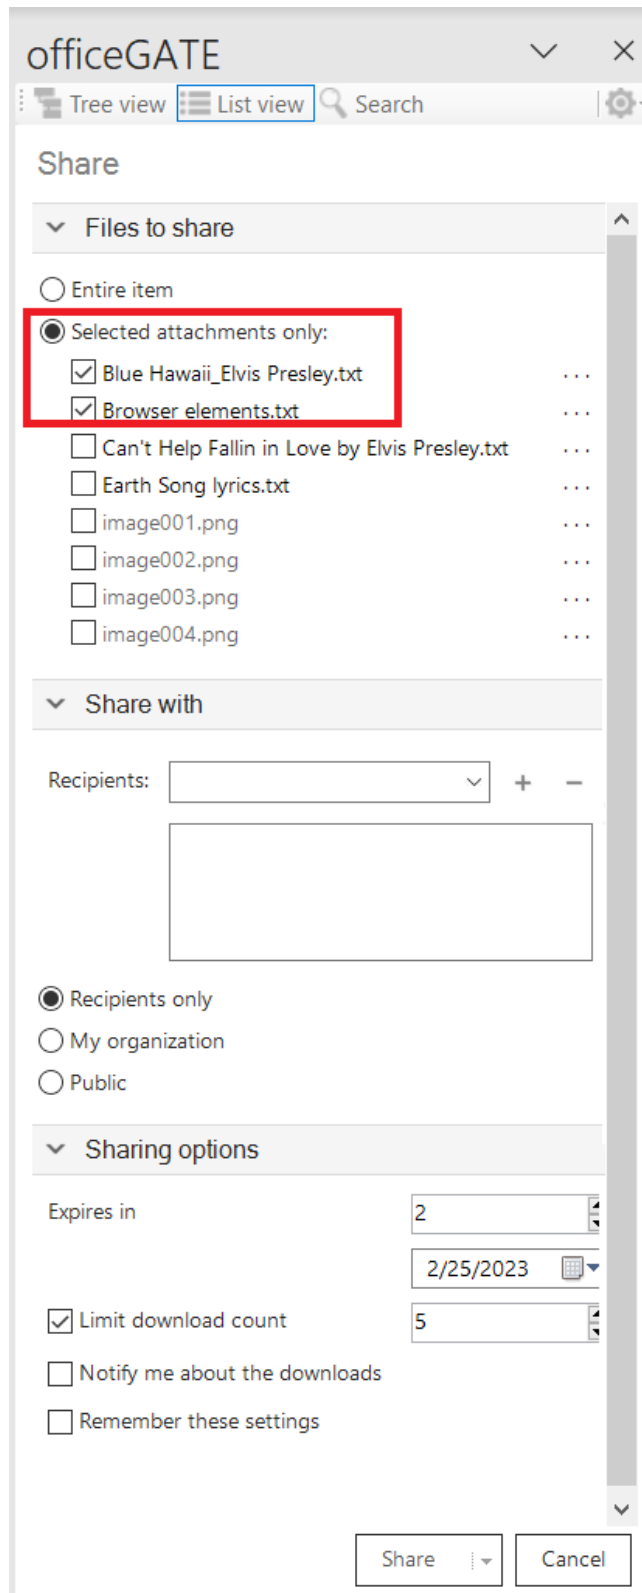 officeGATE
Tree view List view Search
Share
Files to share
Entire item
Selected attachments only:
Blue Hawaii_Elvis Presley.txt ...
Browser elements.txt ...
Can't Help Fallin in Love by Elvis Presley.txt ...
Earth Song lyrics.txt ...
image001.png ...
image002.png ...
image003.png ...
image004.png ...
Share with
Recipients: + −
Recipients only
My organization
Public
Sharing options
Expires in 2
2/25/2023
Limit download count 5
Notify me about the downloads
Remember these settings
Share Cancel